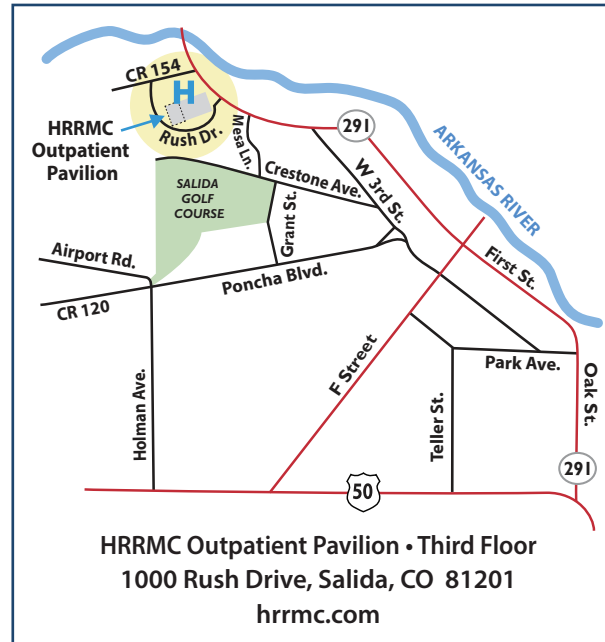 CR 154
H
HRRMC
Outpatient
Pavilion
Rush Dr.
Mesa Ln.
291
ARKANSAS RIVER
W 3rd St.
Crestone Ave.
SALIDA
GOLF
COURSE
Grant St.
Airport Rd.
First St.
Poncha Blvd.
CR 120
F Street
Park Ave.
Oak St.
Holman Ave.
Teller St.
291
50
HRRMC Outpatient Pavilion • Third Floor
1000 Rush Drive, Salida, CO 81201
hrrmc.com